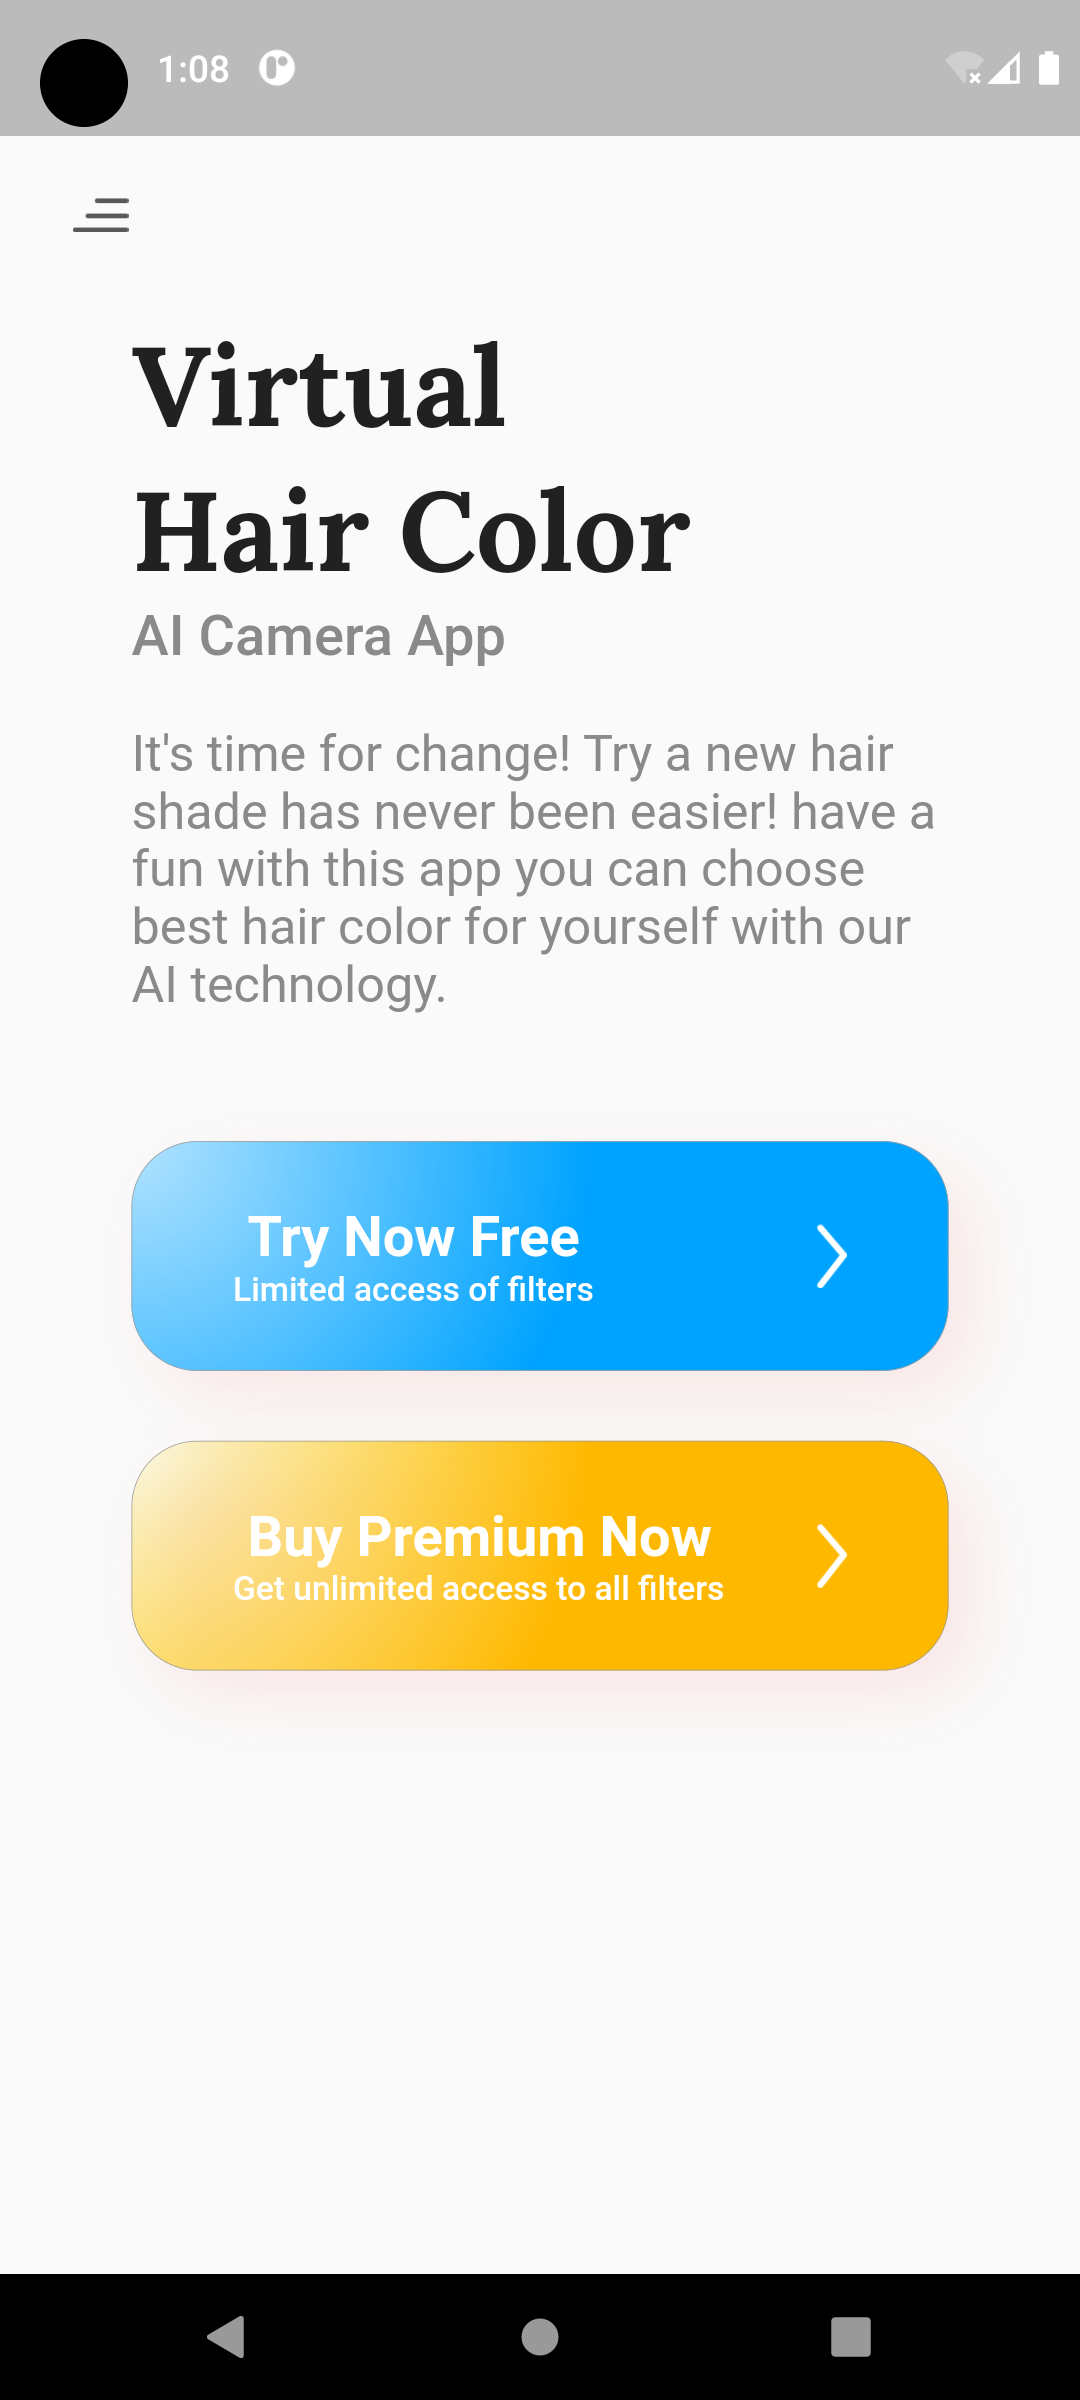 1:08
Virtual
Hair Color
AI Camera App
It's time for change! Try a new hair
shade has never been easier! have a
fun with this app you can choose
best hair color for yourself with our
AI technology.
Try Now Free
Limited access of filters
Buy Premium Now
Get unlimited access to all filters